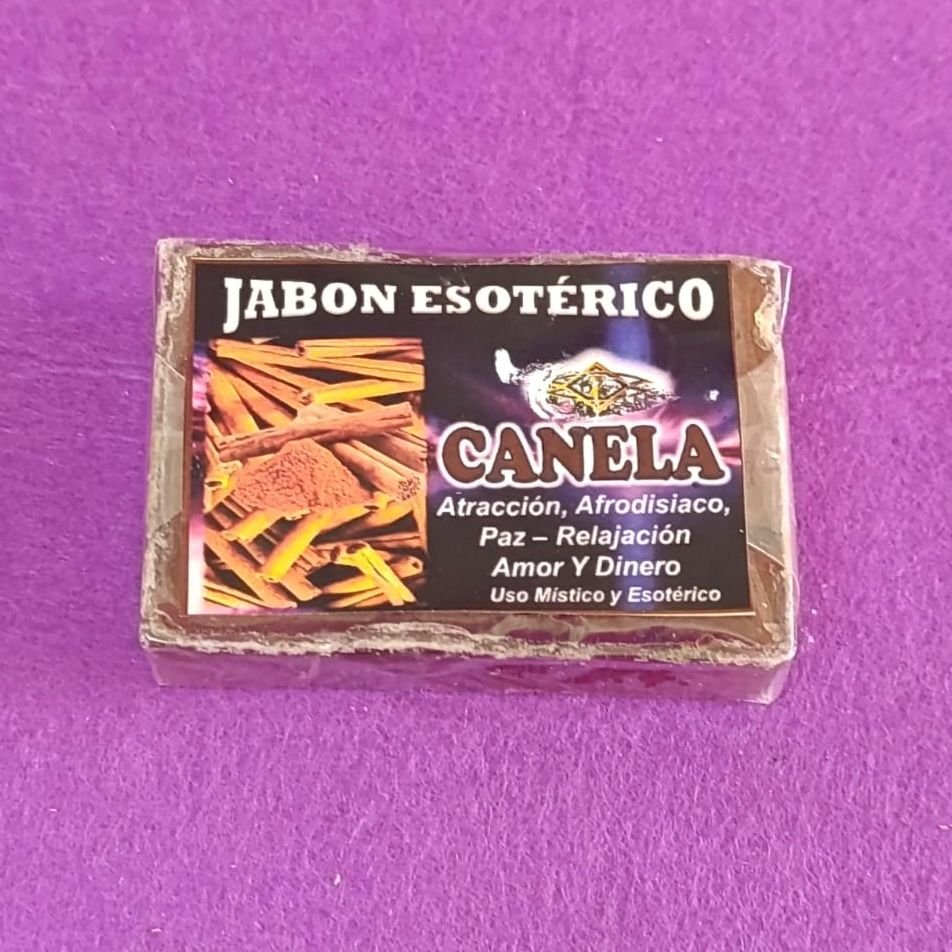 JABON ESOTÉRICO
CANELA
Atracción, Afrodisiaco,
Paz – Relajación
Amor Y Dinero
Uso Místico y Esotérico